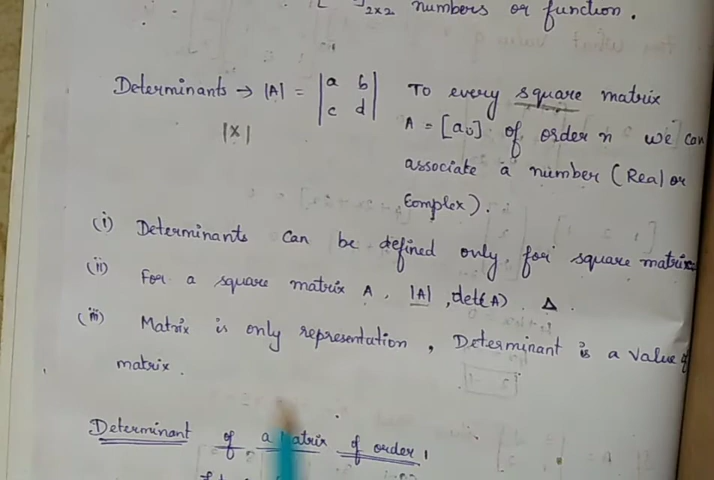 2×2 numbers or function.
Determinants → |A| = |a b| To every square matrix
|c d| A = [aij] of order n we can
|X|
associate a number (Real or
Complex).
(i) Determinants can be defined only for square matrix
(ii) For a square matrix A, |A|, det(A). Δ.
(iii) Matrix is only representation, Determinant is a value of
matrix.
Determinant of a matrix of order 1